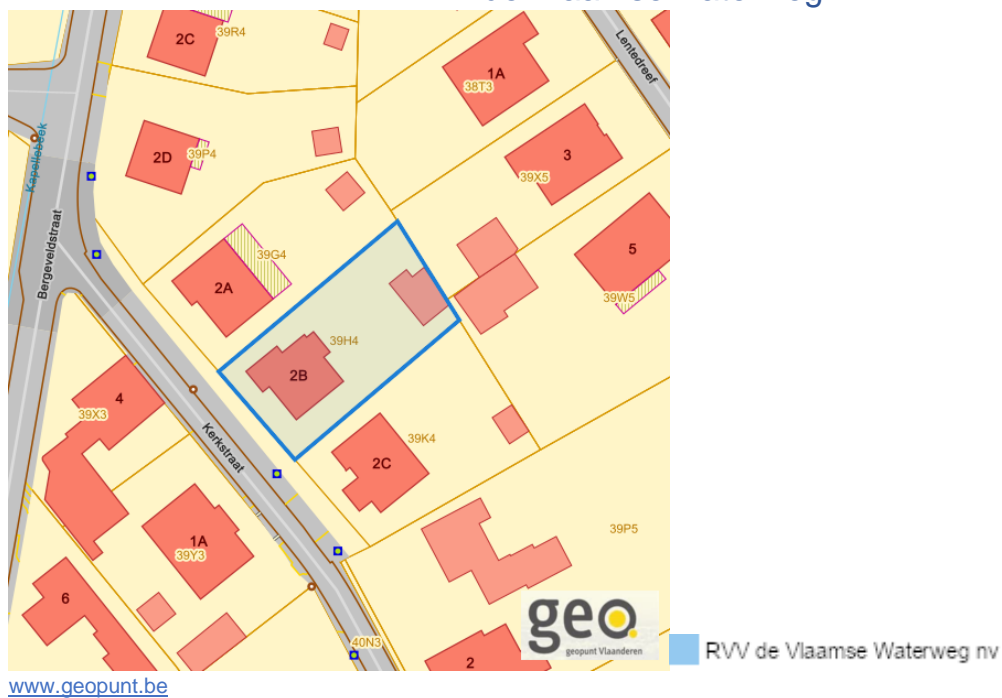 2C
39R4
Lentedreef
1A
38T3
Kapellebeek
2D
39P4
3
39X5
Bergeveldstraat
39G4
2A
5
39W5
39H4
2B
4
39X3
Kerkstraat
39K4
2C
39P5
1A
39Y3
6
40N3
2
geo
geopunt Vlaanderen
RVV de Vlaamse Waterweg nv
www.geopunt.be